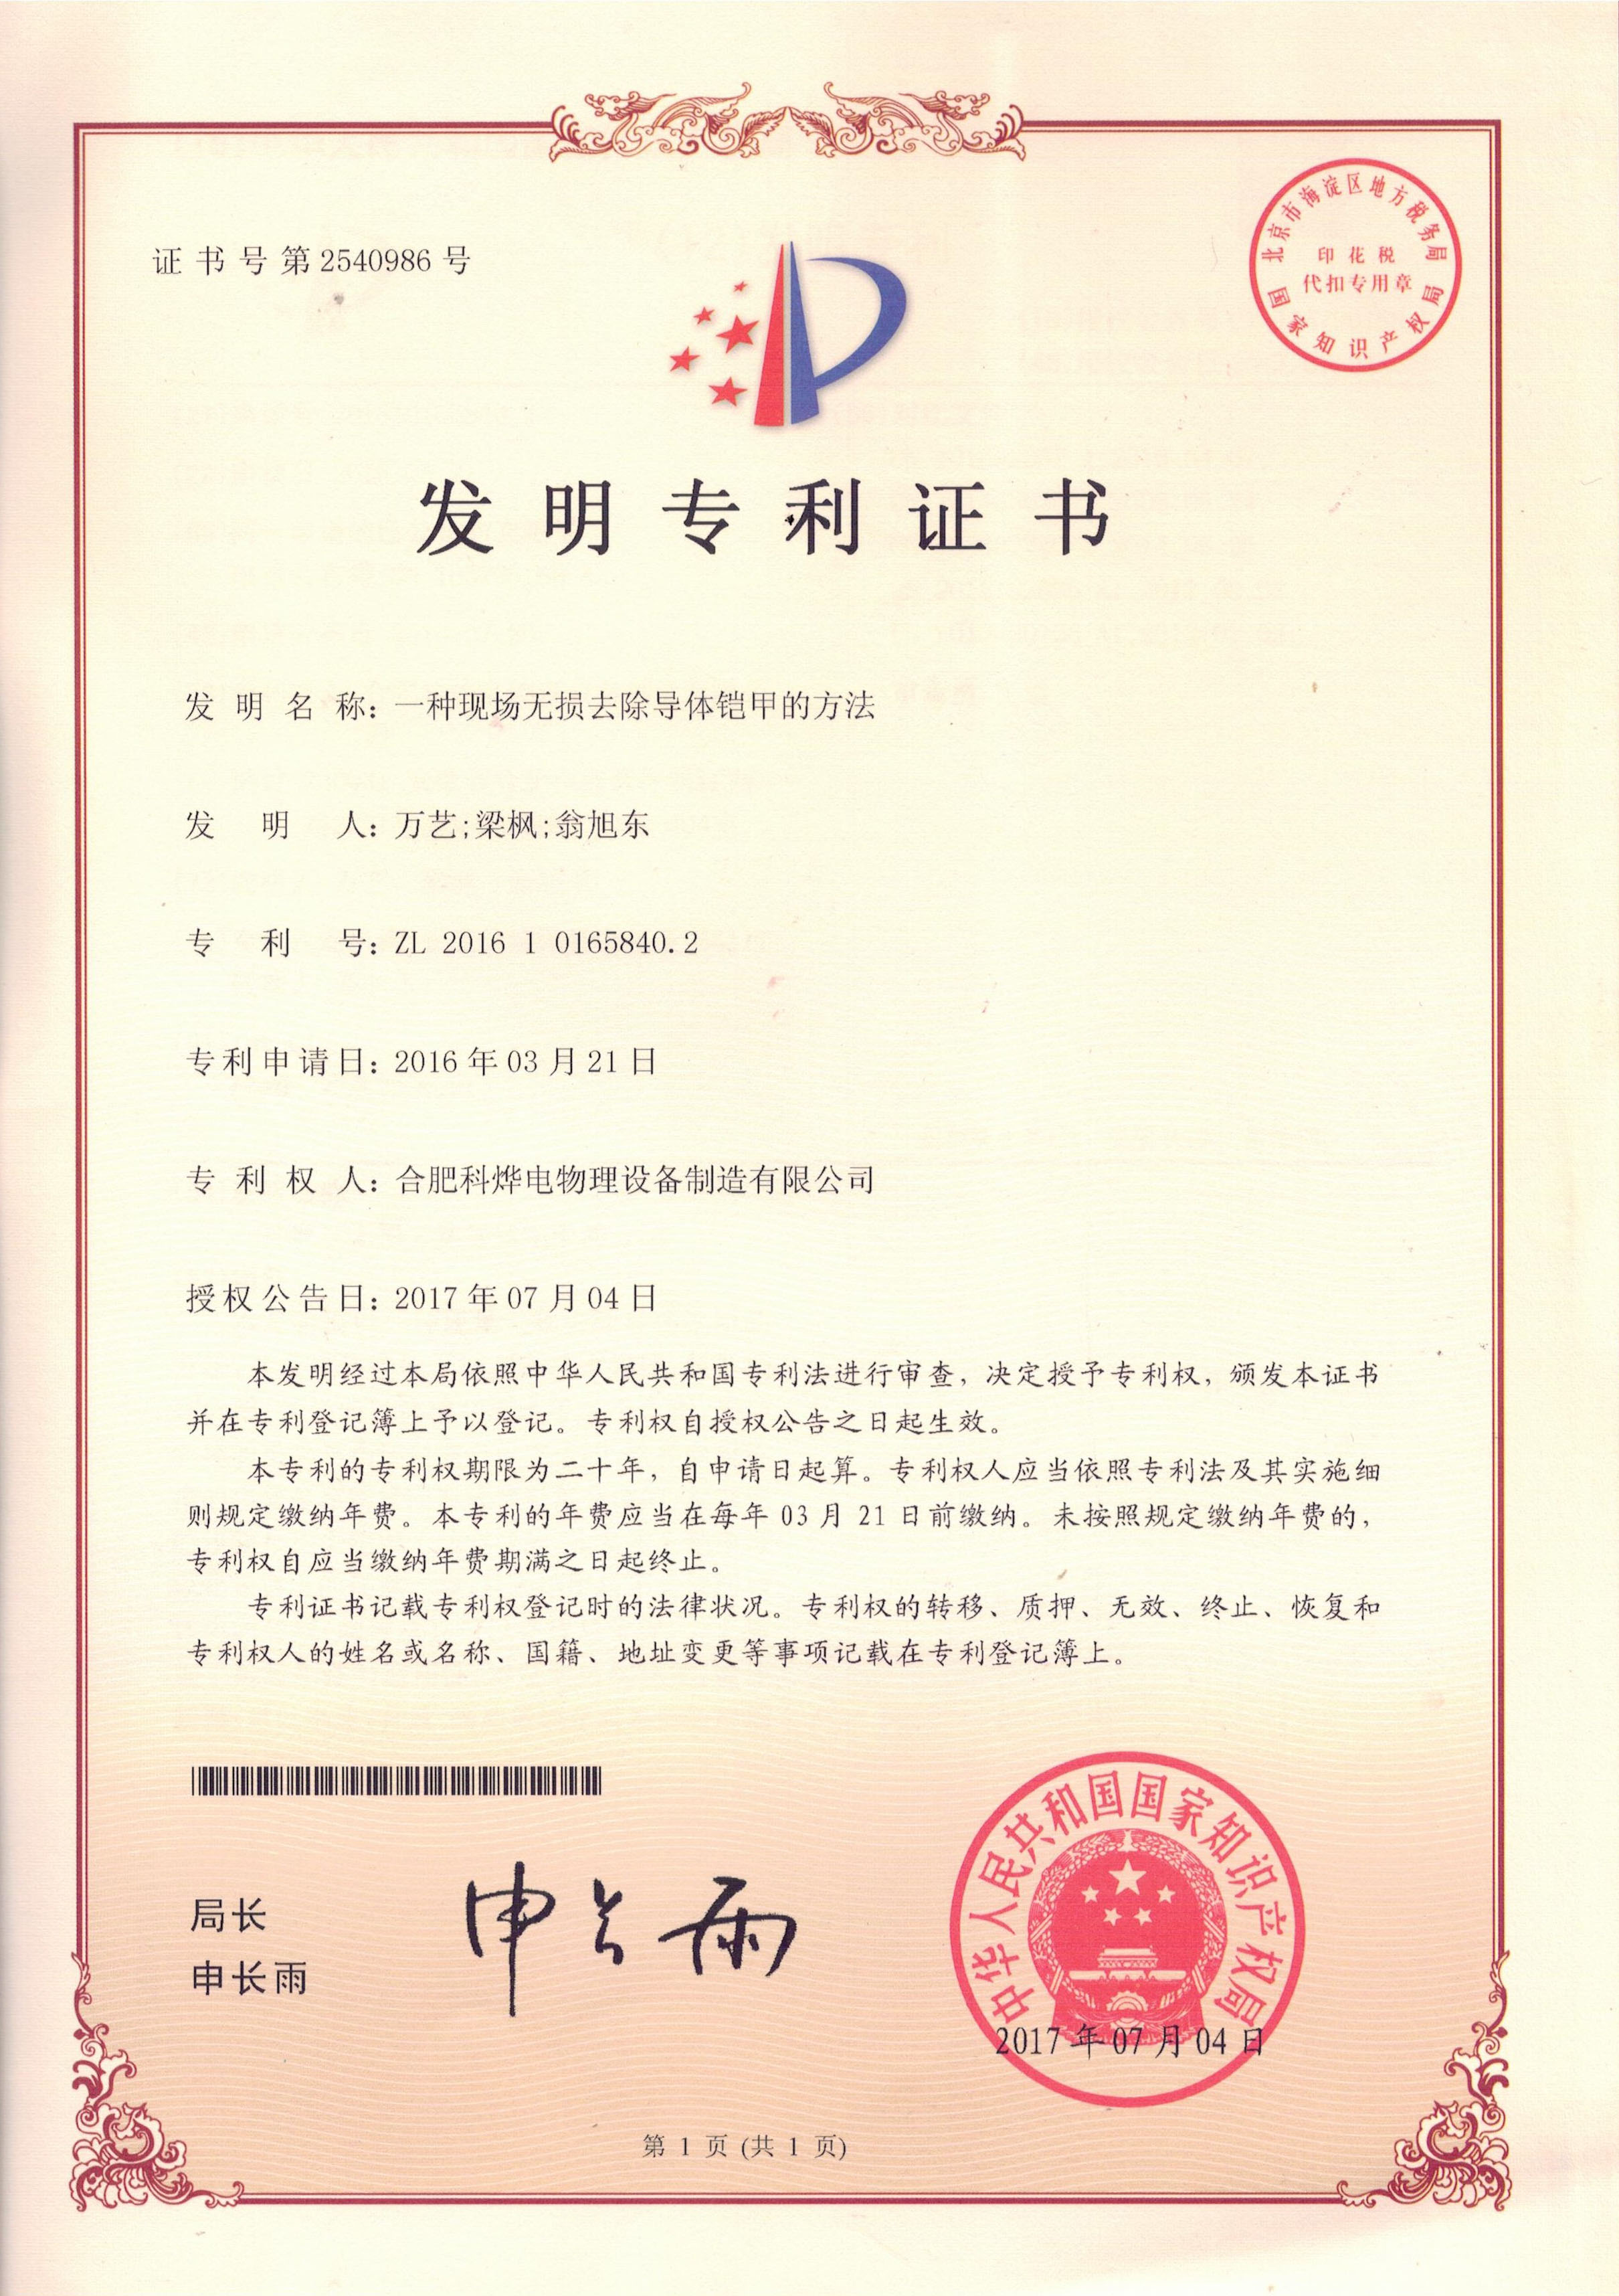 证书号第2540986号
北京市海淀区地方税务局
印花税
代扣专用章
国家知识产权局
发明专利证书
发明名称：一种现场无损去除导体铠甲的方法
发明人：万艺;梁枫;翁旭东
专利号：ZL 2016 1 0165840.2
专利申请日：2016年03月21日
专利权人：合肥科烨电物理设备制造有限公司
授权公告日：2017年07月04日
本发明经过本局依照中华人民共和国专利法进行审查，决定授予专利权，颁发本证书
并在专利登记簿上予以登记。专利权自授权公告之日起生效。
本专利的专利权期限为二十年，自申请日起算。专利权人应当依照专利法及其实施细
则规定缴纳年费。本专利的年费应当在每年 03 月 21 日前缴纳。未按照规定缴纳年费的，
专利权自应当缴纳年费期满之日起终止。
专利证书记载专利权登记时的法律状况。专利权的转移、质押、无效、终止、恢复和
专利权人的姓名或名称、国籍、地址变更等事项记载在专利登记簿上。
局长
申长雨
申长雨
中华人民共和国国家知识产权局
2017年07月04日
第 1 页 (共 1 页)